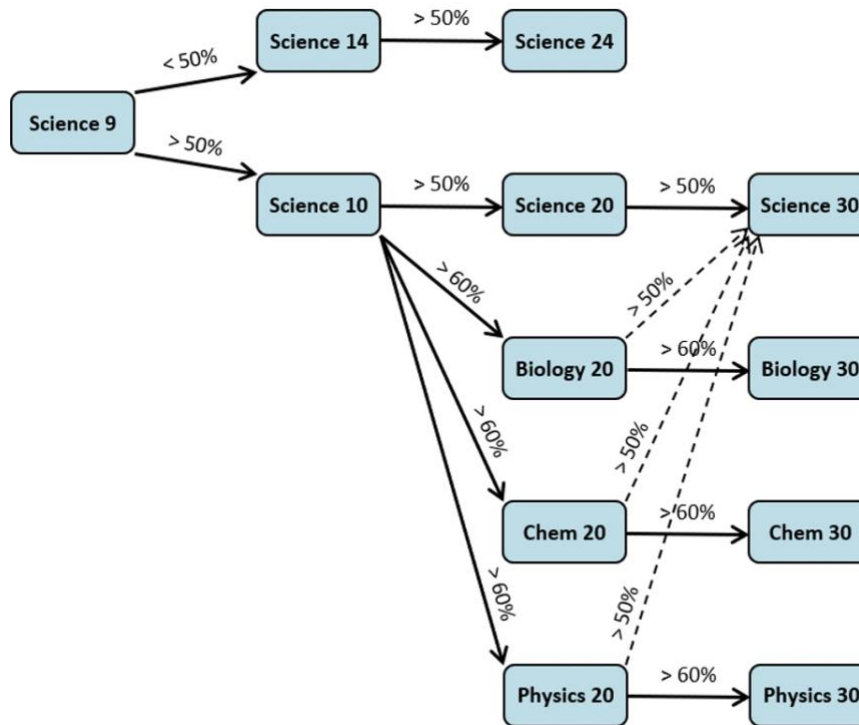 > 50%
Science 14
Science 24
< 50%
Science 9
> 50%
> 50%
> 50%
Science 10
Science 20
Science 30
> 60%
> 50%
> 60%
Biology 20
Biology 30
> 60%
> 50%
> 60%
Chem 20
Chem 30
> 60%
> 50%
> 60%
Physics 20
Physics 30